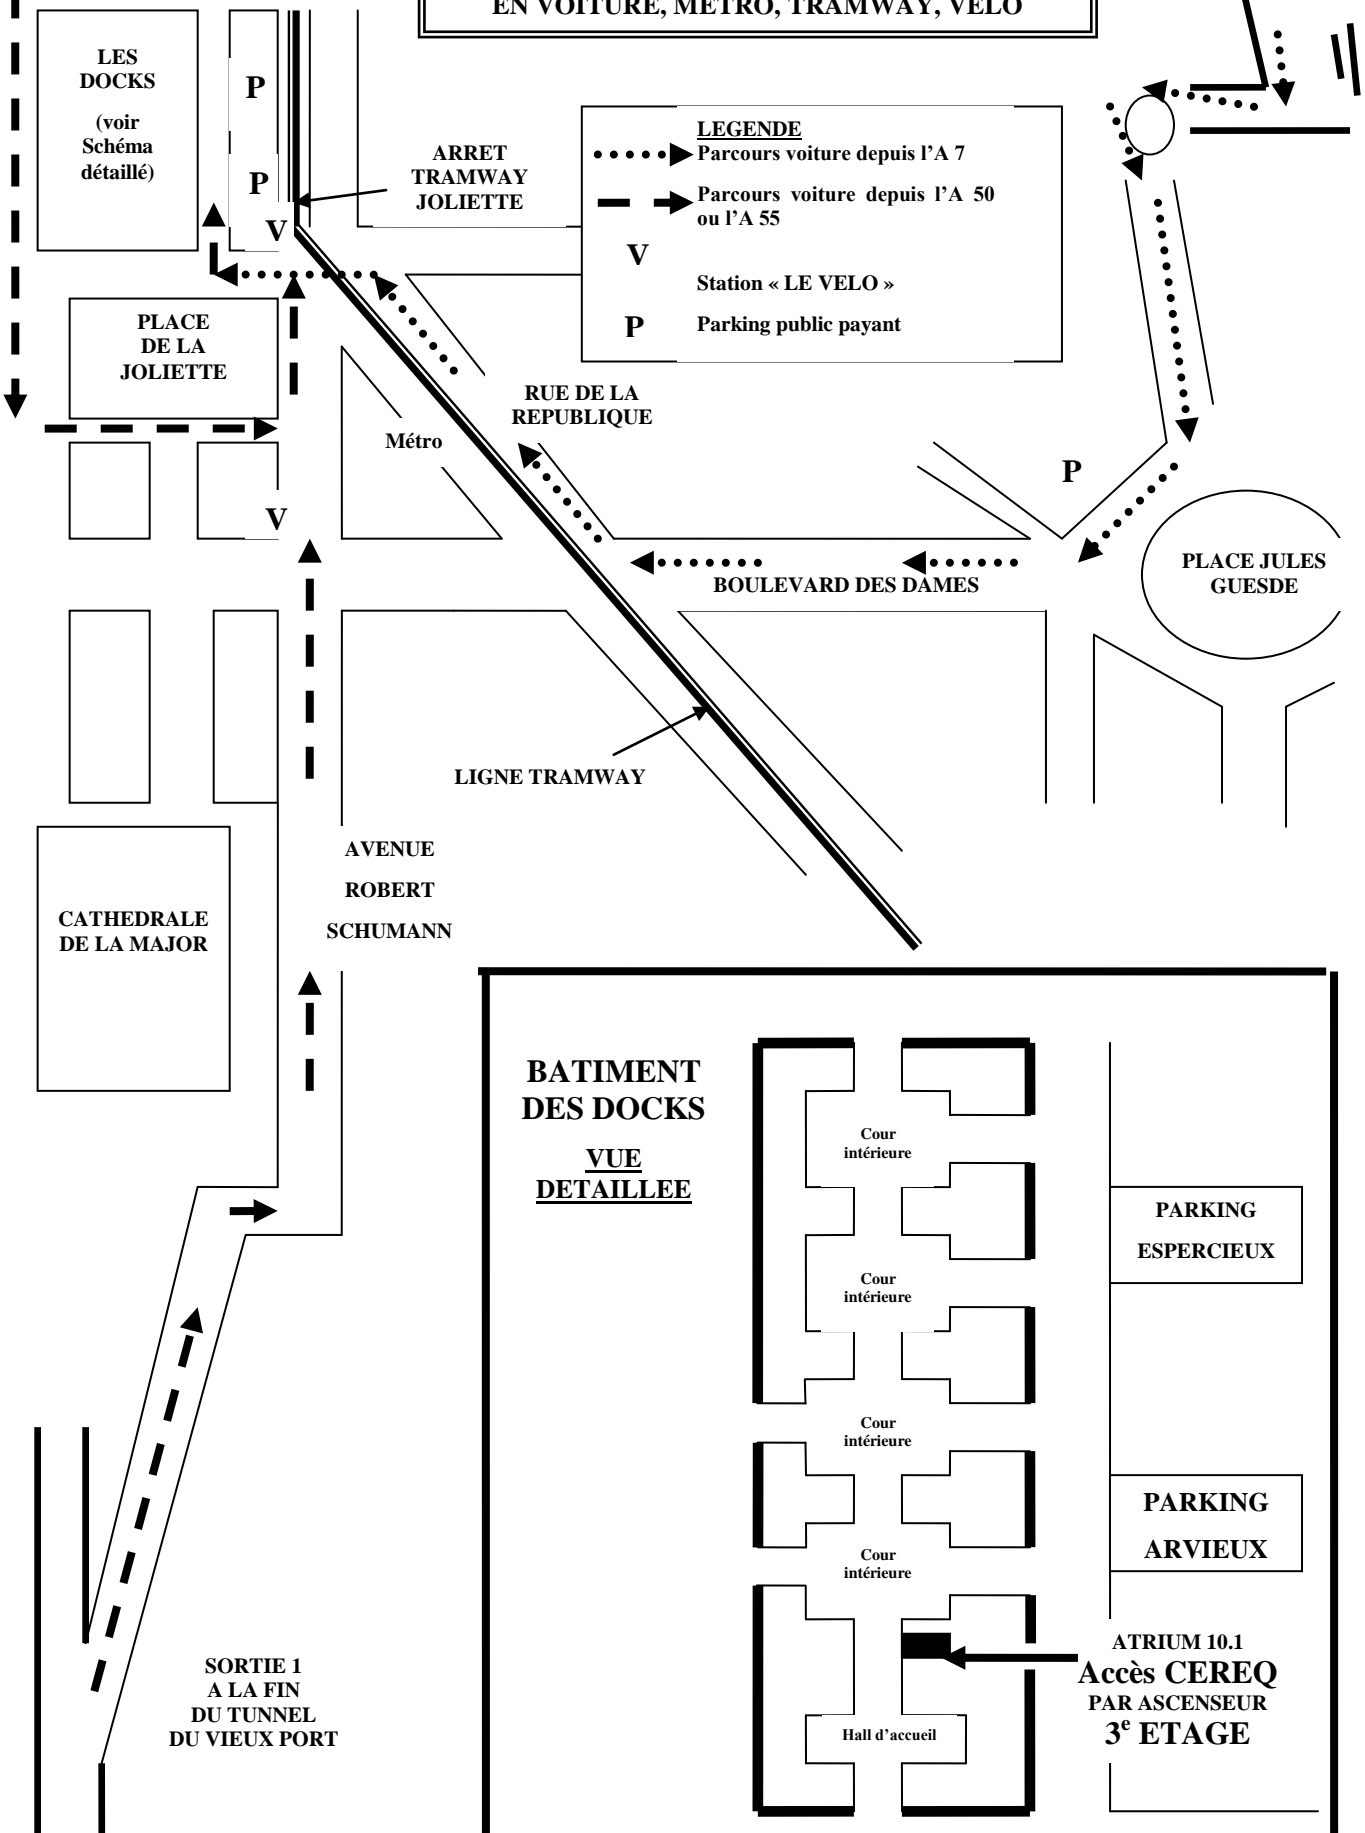 EN VOITURE, METRO, TRAMWAY, VELO
LES
DOCKS
(voir
Schéma
détaillé)
P
P
V
ARRET
TRAMWAY
JOLIETTE
LEGENDE
Parcours voiture depuis l'A 7
Parcours voiture depuis l'A 50
ou l'A 55
V
Station « LE VELO »
P
Parking public payant
PLACE
DE LA
JOLIETTE
RUE DE LA
REPUBLIQUE
Métro
P
V
PLACE JULES
GUESDE
BOULEVARD DES DAMES
LIGNE TRAMWAY
AVENUE
ROBERT
SCHUMANN
CATHEDRALE
DE LA MAJOR
BATIMENT
DES DOCKS
VUE
DETAILLEE
Cour
intérieure
PARKING
ESPERCIEUX
Cour
intérieure
Cour
intérieure
PARKING
ARVIEUX
Cour
intérieure
ATRIUM 10.1
Accès CEREQ
PAR ASCENSEUR
3e ETAGE
Hall d'accueil
SORTIE 1
A LA FIN
DU TUNNEL
DU VIEUX PORT